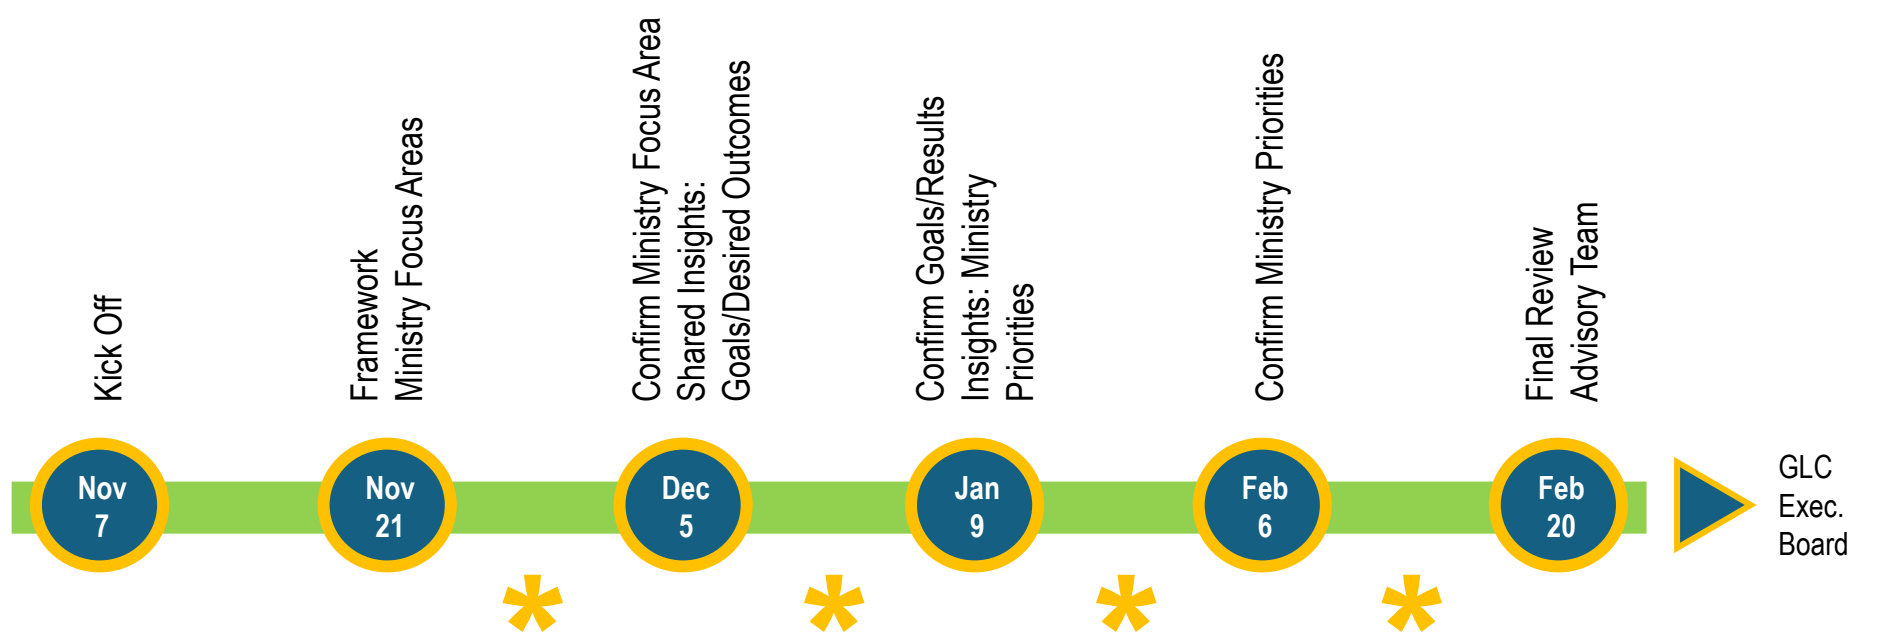 Kick Off
Framework
Ministry Focus Areas
Confirm Ministry Focus Area
Shared Insights:
Goals/Desired Outcomes
Confirm Goals/Results
Insights: Ministry
Priorities
Confirm Ministry Priorities
Final Review
Advisory Team
Nov
7
Nov
21
Dec
5
Jan
9
Feb
6
Feb
20
GLC
Exec.
Board
*
*
*
*